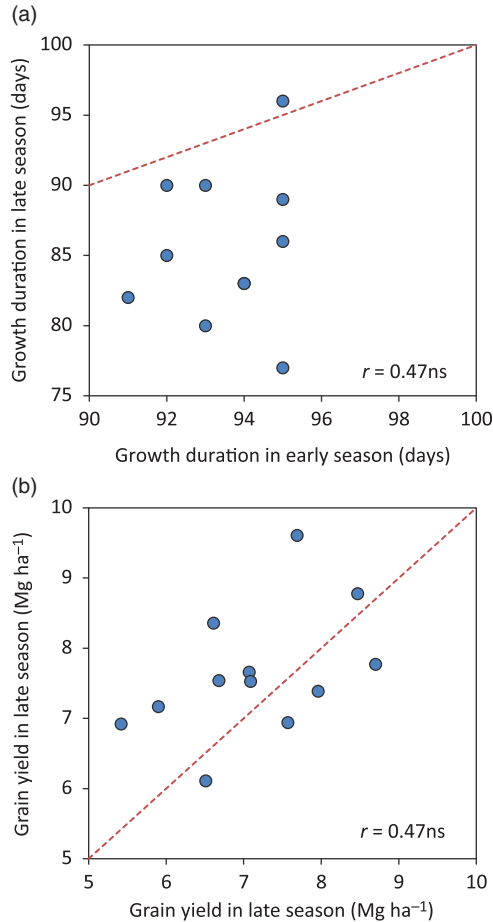 (a)
100
95
90
85
80
75
Growth duration in late season (days)
r = 0.47ns
90 92 94 96 98 100
Growth duration in early season (days)
(b)
10
9
8
7
6
5
Grain yield in late season (Mg ha⁻¹)
r = 0.47ns
5 6 7 8 9 10
Grain yield in late season (Mg ha⁻¹)